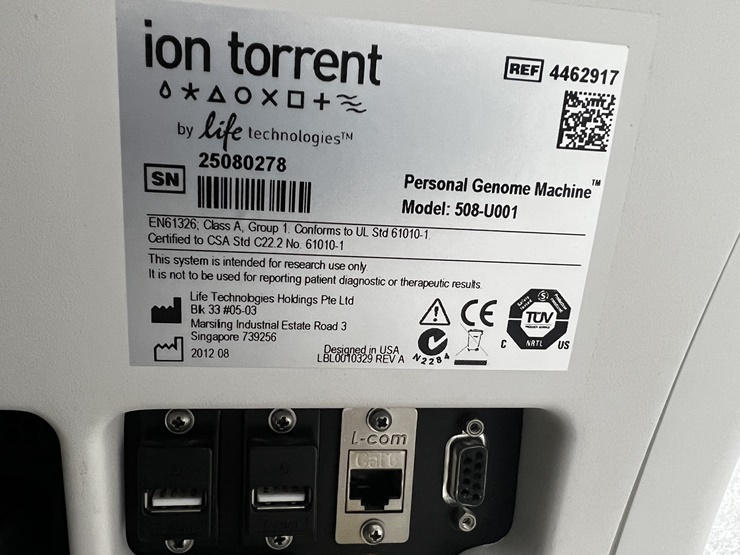 ion torrent
REF 4462917
by life technologies™
SN 25080278
Personal Genome Machine™
Model: 508-U001
EN61326; Class A, Group 1. Conforms to UL Std 61010-1.
Certified to CSA Std C22.2 No. 61010-1
This system is intended for research use only.
It is not to be used for reporting patient diagnostic or therapeutic results.
Life Technologies Holdings Pte Ltd
Blk 33 #05-03
Marsiling Industrial Estate Road 3
Singapore 739256
2012 08
Designed in USA
LBL0010329 REV A
CE
N2284
TÜV
C NRTL US
L-com
Cat6